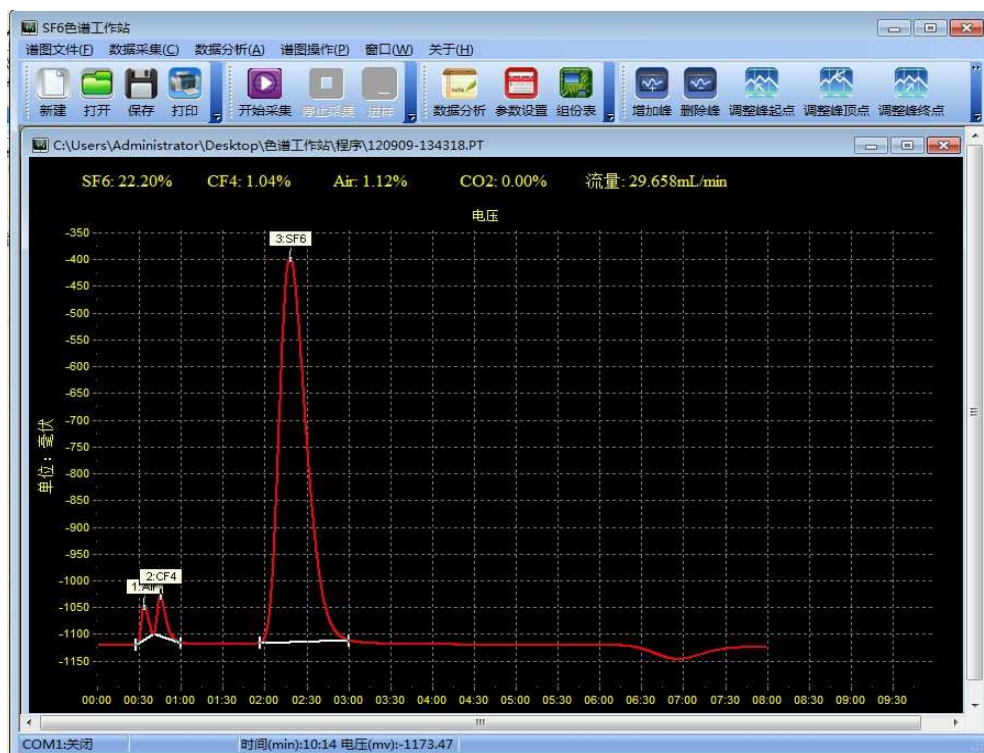 SF6色谱工作站
谱图文件(F) 数据采集(C) 数据分析(A) 谱图操作(P) 窗口(W) 关于(H)
新建 打开 保存 打印 开始采集 停止采集 进样 数据分析 参数设置 组份表 增加峰 删除峰 调整峰起点 调整峰顶点 调整峰终点
C:\Users\Administrator\Desktop\色谱工作站\程序\120909-134318.PT
SF6: 22.20% CF4: 1.04% Air: 1.12% CO2: 0.00% 流量: 29.658mL/min
电压
3:SF6
2:CF4
1:Air
单位：毫伏
-350
-400
-450
-500
-550
-600
-650
-700
-750
-800
-850
-900
-950
-1000
-1050
-1100
-1150
00:00 00:30 01:00 01:30 02:00 02:30 03:00 03:30 04:00 04:30 05:00 05:30 06:00 06:30 07:00 07:30 08:00 08:30 09:00 09:30
COM1:关闭 时间(min):10:14 电压(mv):-1173.47